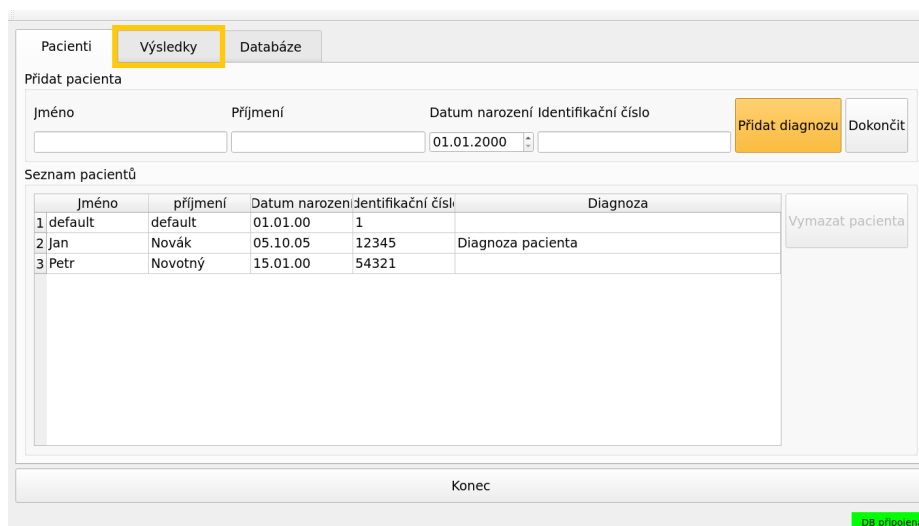 Pacienti Výsledky Databáze
Přidat pacienta
Jméno Příjmení Datum narození Identifikační číslo
01.01.2000
Přidat diagnozu Dokončit
Seznam pacientů
Jméno příjmení Datum narození dentifikační čísl Diagnoza
1 default default 01.01.00 1
2 Jan Novák 05.10.05 12345 Diagnoza pacienta
3 Petr Novotný 15.01.00 54321
Vymazat pacienta
Konec
DB připojen